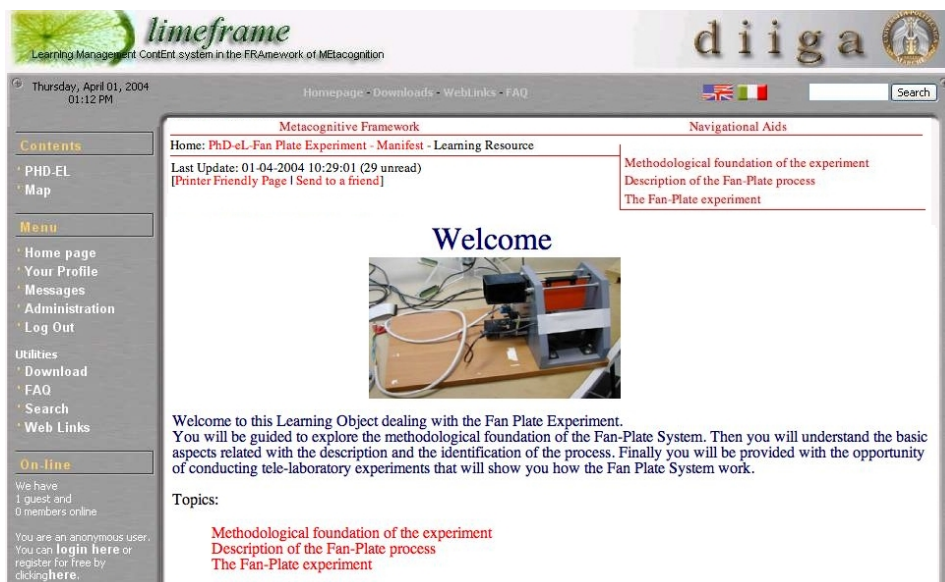 limeframe
Learning Management ContEnt system in the FRAmework of MEtacognition
diiga
Thursday, April 01, 2004
01:12 PM
Homepage - Downloads - WebLinks - FAQ
Search
Contents
PHD-EL
Map
Menu
Home page
Your Profile
Messages
Administration
Log Out
Utilities
Download
FAQ
Search
Web Links
On-line
We have
1 guest and
0 members online
You are an anonymous user.
You can login here or
register for free by
clickinghere.
Metacognitive Framework
Navigational Aids
Home: PhD-eL-Fan Plate Experiment - Manifest - Learning Resource
Last Update: 01-04-2004 10:29:01 (29 unread)
[Printer Friendly Page | Send to a friend]
Methodological foundation of the experiment
Description of the Fan-Plate process
The Fan-Plate experiment
Welcome
Welcome to this Learning Object dealing with the Fan Plate Experiment.
You will be guided to explore the methodological foundation of the Fan-Plate System. Then you will understand the basic
aspects related with the description and the identification of the process. Finally you will be provided with the opportunity
of conducting tele-laboratory experiments that will show you how the Fan Plate System work.
Topics:
Methodological foundation of the experiment
Description of the Fan-Plate process
The Fan-Plate experiment